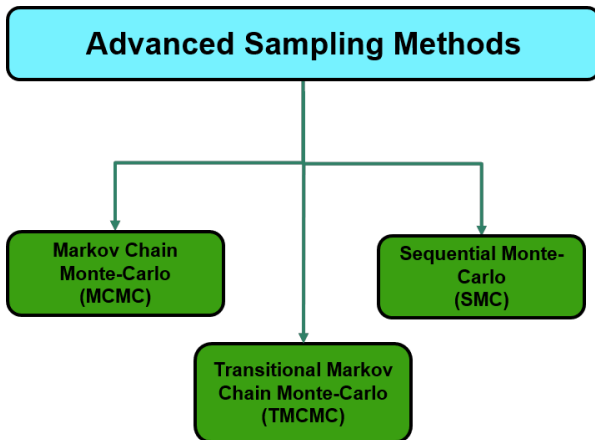 Advanced Sampling Methods
Markov Chain
Monte-Carlo
(MCMC)
Sequential Monte-
Carlo
(SMC)
Transitional Markov
Chain Monte-Carlo
(TMCMC)